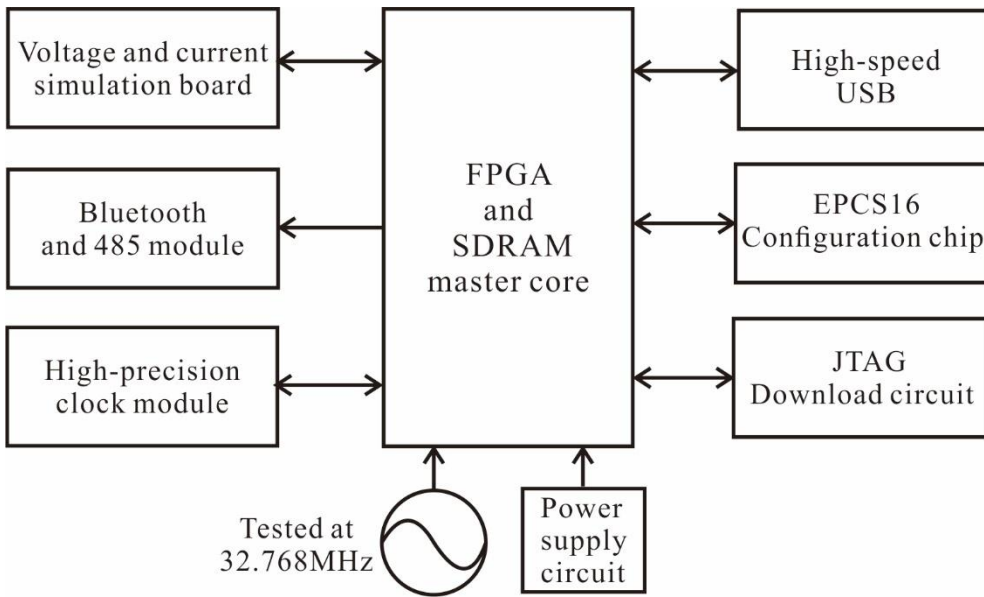 Voltage and current
simulation board
Bluetooth
and 485 module
High-precision
clock module
FPGA
and
SDRAM
master core
High-speed
USB
EPCS16
Configuration chip
JTAG
Download circuit
Tested at
32.768MHz
Power
supply
circuit